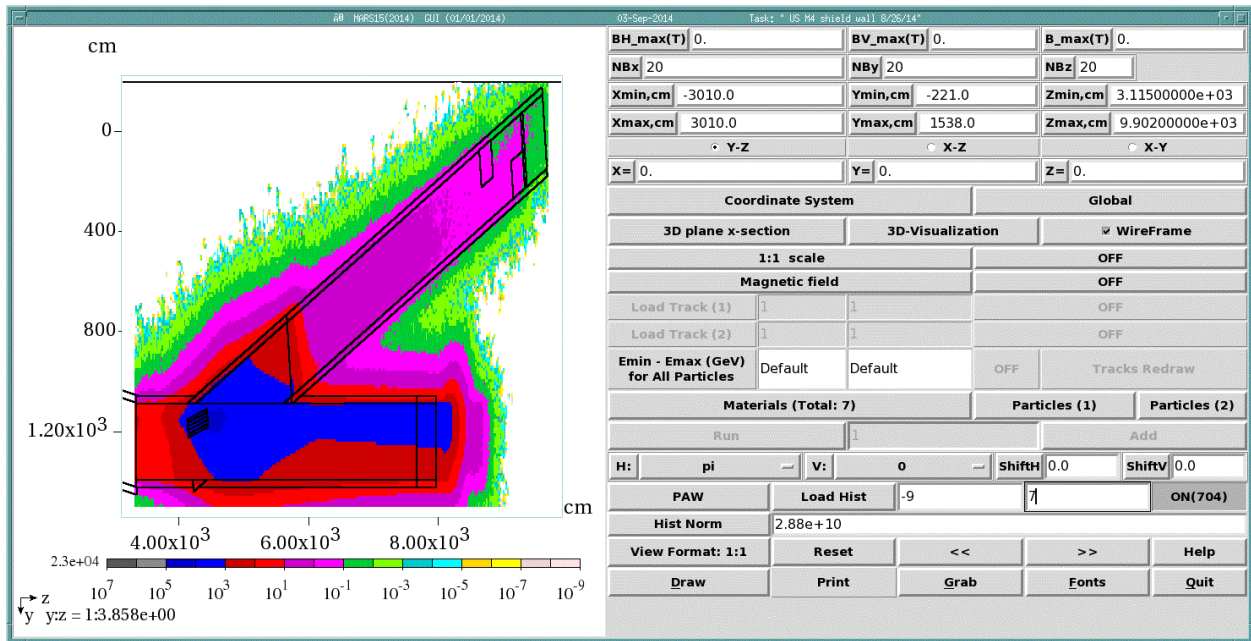 MARS15(2014) GUI (01/01/2014) 03-Sep-2014 Task: " US M4 shield wall 8/26/14"
cm
0
400
800
1.20x10³
cm
4.00x10³ 6.00x10³ 8.00x10³
2.3e+04
10⁷ 10⁵ 10³ 10¹ 10⁻¹ 10⁻³ 10⁻⁵ 10⁻⁷ 10⁻⁹
z
y y:z = 1:3.858e+00
BH_max(T) 0. BV_max(T) 0. B_max(T) 0.
NBx 20 NBy 20 NBz 20
Xmin,cm -3010.0 Ymin,cm -221.0 Zmin,cm 3.11500000e+03
Xmax,cm 3010.0 Ymax,cm 1538.0 Zmax,cm 9.90200000e+03
Y-Z X-Z X-Y
X= 0. Y= 0. Z= 0.
Coordinate System Global
3D plane x-section 3D-Visualization WireFrame
1:1 scale OFF
Magnetic field OFF
Load Track (1) 1 1 OFF
Load Track (2) 1 1 OFF
Emin - Emax (GeV)
for All Particles Default Default OFF Tracks Redraw
Materials (Total: 7) Particles (1) Particles (2)
Run 1 Add
H: pi V: 0 ShiftH 0.0 ShiftV 0.0
PAW Load Hist -9 7 ON(704)
Hist Norm 2.88e+10
View Format: 1:1 Reset << >> Help
Draw Print Grab Fonts Quit